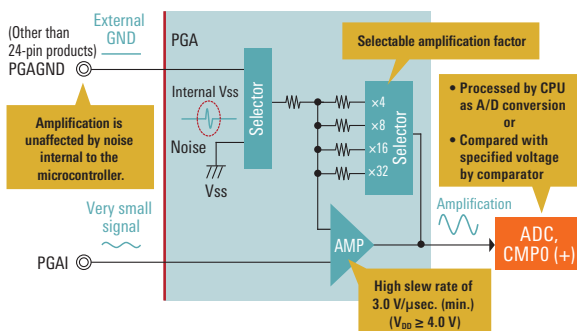 (Other than
24-pin products)
External
GND
PGAGND
PGA
Selectable amplification factor
Amplification is
unaffected by noise
internal to the
microcontroller.
Internal Vss
Noise
Vss
Selector
×4
×8
×16
×32
Selector
• Processed by CPU
as A/D conversion
or
• Compared with
specified voltage
by comparator
Very small
signal
PGAI
AMP
Amplification
ADC,
CMP0 (+)
High slew rate of
3.0 V/µsec. (min.)
(VDD ≥ 4.0 V)